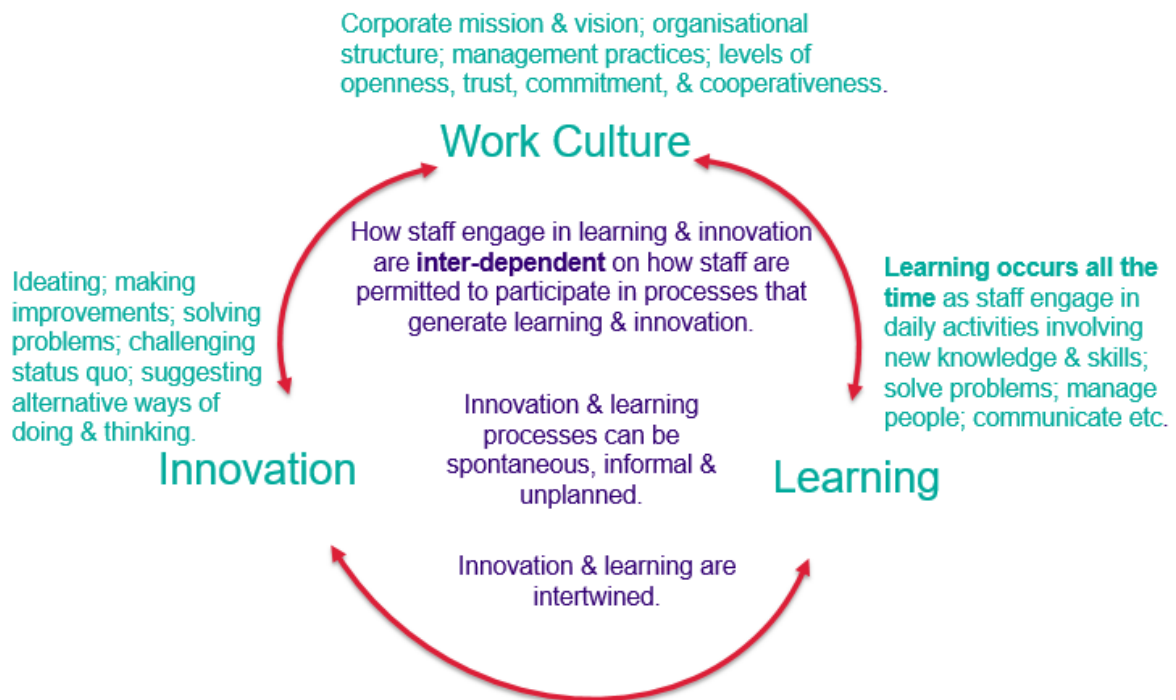 Corporate mission & vision; organisational
structure; management practices; levels of
openness, trust, commitment, & cooperativeness.
Work Culture
How staff engage in learning & innovation
are inter-dependent on how staff are
permitted to participate in processes that
generate learning & innovation.
Ideating; making
improvements; solving
problems; challenging
status quo; suggesting
alternative ways of
doing & thinking.
Innovation
Learning occurs all the
time as staff engage in
daily activities involving
new knowledge & skills;
solve problems; manage
people; communicate etc.
Learning
Innovation & learning
processes can be
spontaneous, informal &
unplanned.
Innovation & learning are
intertwined.